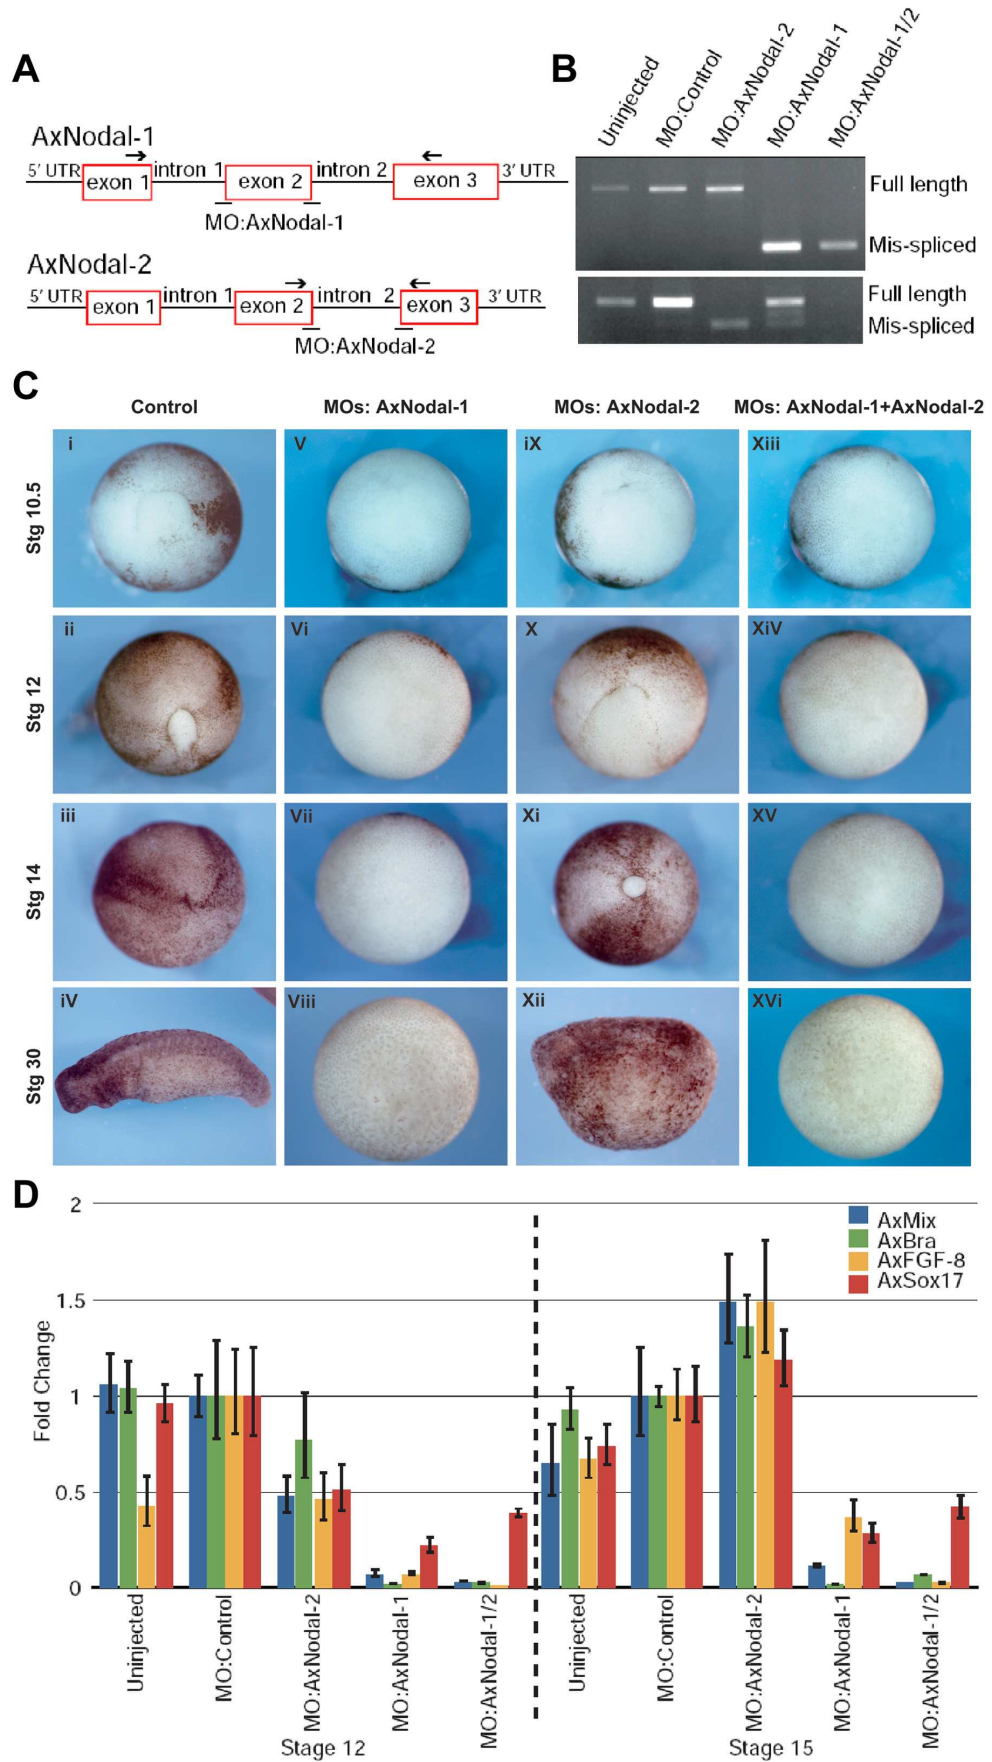 A
AxNodal-1
5' UTR
exon 1
intron 1
exon 2
intron 2
exon 3
3' UTR
MO:AxNodal-1
AxNodal-2
5' UTR
exon 1
intron 1
exon 2
intron 2
exon 3
3' UTR
MO:AxNodal-2
B
Uninjected
MO:Control
MO:AxNodal-2
MO:AxNodal-1
MO:AxNodal-1/2
Full length
Mis-spliced
Full length
Mis-spliced
C
Control
MOs: AxNodal-1
MOs: AxNodal-2
MOs: AxNodal-1+AxNodal-2
Stg 10.5
i
V
iX
Xiii
Stg 12
ii
Vi
X
XiV
Stg 14
iii
Vii
Xi
XV
Stg 30
iV
Viii
Xii
XVi
D
Fold Change
2
1.5
1
0.5
0
AxMix
AxBra
AxFGF-8
AxSox17
Uninjected
MO:Control
MO:AxNodal-2
MO:AxNodal-1
MO:AxNodal-1/2
Uninjected
MO:Control
MO:AxNodal-2
MO:AxNodal-1
MO:AxNodal-1/2
Stage 12
Stage 15